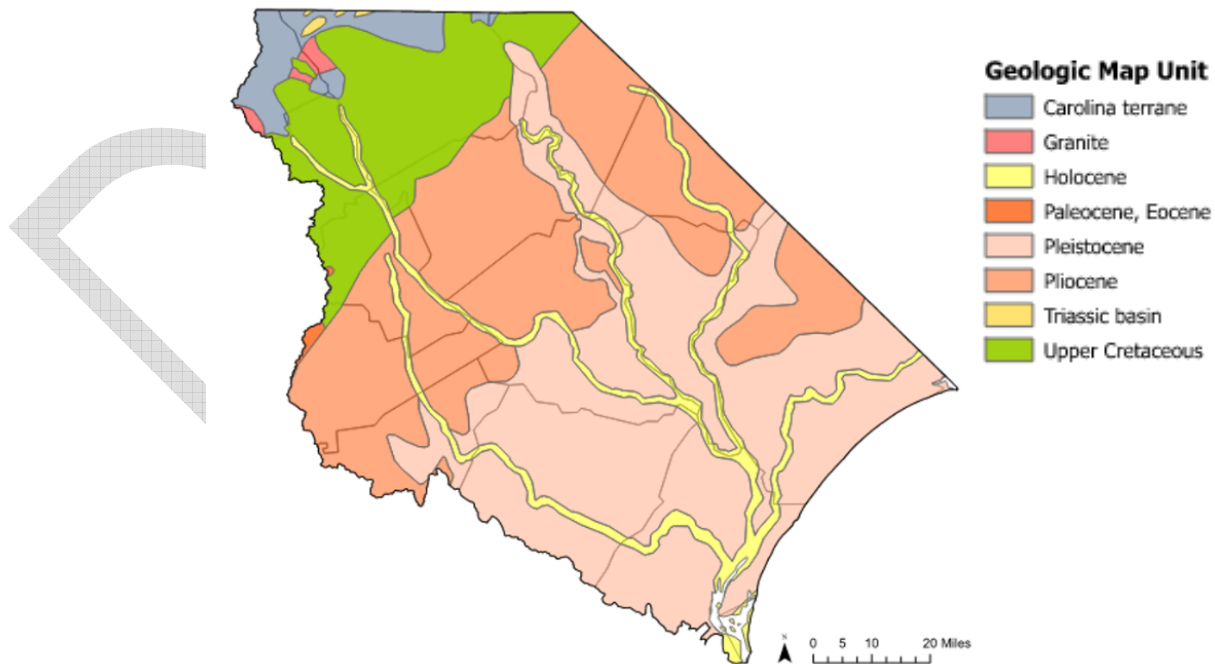 Geologic Map Unit
Carolina terrane
Granite
Holocene
Paleocene, Eocene
Pleistocene
Pliocene
Triassic basin
Upper Cretaceous
N
0 5 10 20 Miles